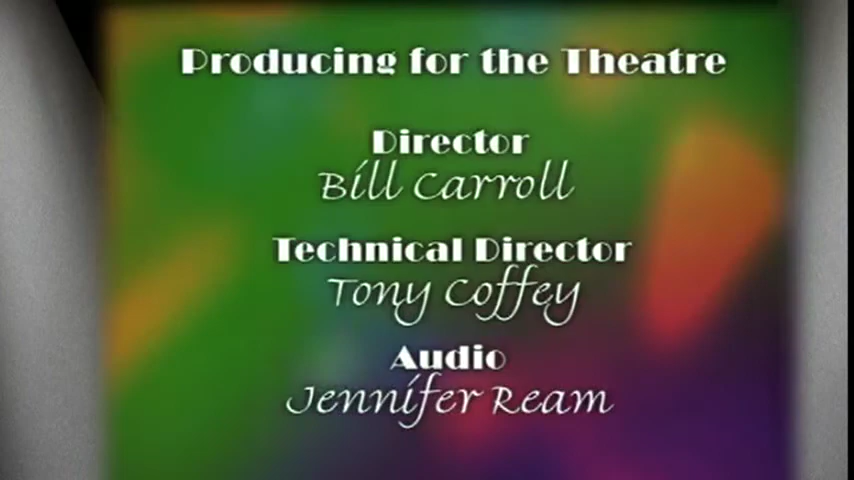 Producing for the Theatre
Director
Bill Carroll
Technical Director
Tony Coffey
Audio
Jennifer Ream